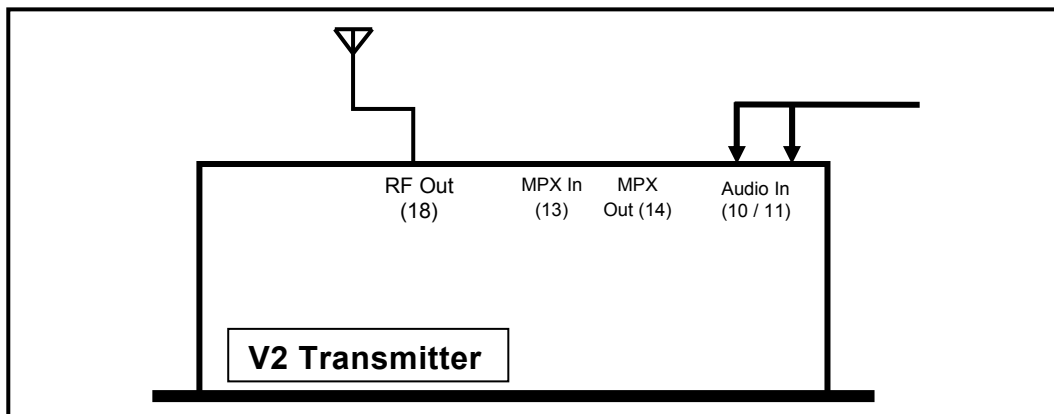 RF Out
(18)
MPX In
(13)
MPX
Out (14)
Audio In
(10 / 11)
V2 Transmitter